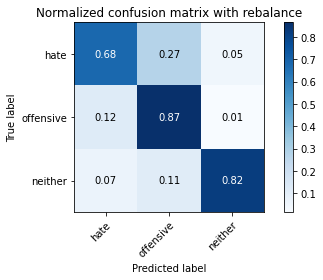 Normalized confusion matrix with rebalance
hate
0.68
0.27
0.05
offensive
0.12
0.87
0.01
neither
0.07
0.11
0.82
hate
offensive
neither
True label
Predicted label
0.8
0.7
0.6
0.5
0.4
0.3
0.2
0.1